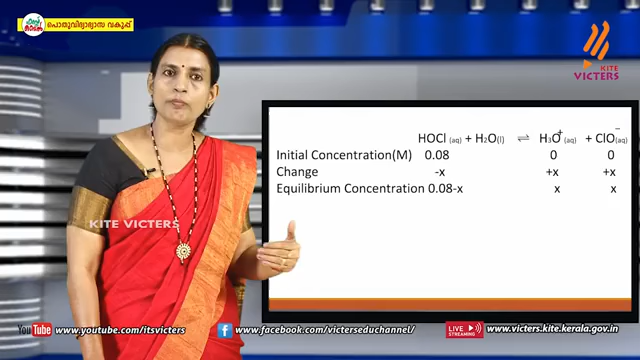 പൊതുവിദ്യാഭ്യാസ വകുപ്പ്
KITE
VICTERS
HOCl (aq) + H₂O(l) ⇌ H₃O⁺ (aq) + ClO⁻(aq)
Initial Concentration(M) 0.08 0 0
Change -x +x +x
Equilibrium Concentration 0.08-x x x
KITE VICTERS
YouTube www.youtube.com/itsvicters
f www.facebook.com/victerseduchannel/
LIVE STREAMING www.victers.kite.kerala.gov.in